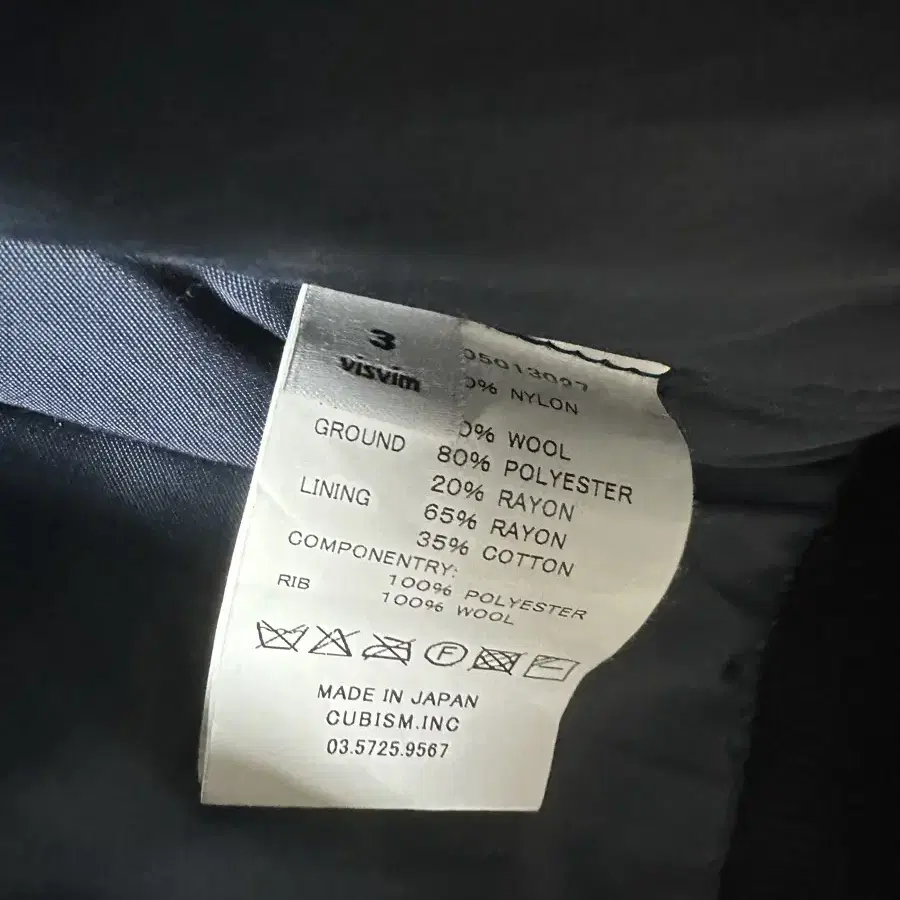 3
visvim
NYLON
WOOL
GROUND 80% POLYESTER
20% RAYON
LINING 65% RAYON
35% COTTON
COMPONENTRY:
100% POLYESTER
RIB 100% WOOL
F
MADE IN JAPAN
CUBISM.INC
03.5725.9567